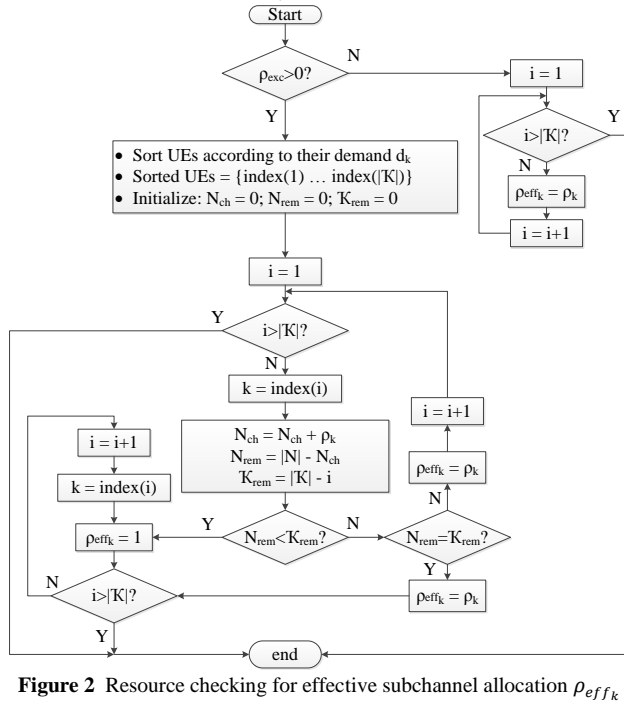 Start
ρexc>0?
N
Y
i = 1
i>|K|?
Y
N
ρeffk = ρk
i = i+1
• Sort UEs according to their demand dk
• Sorted UEs = {index(1) … index(|K|)}
• Initialize: Nch = 0; Nrem = 0; Krem = 0
i = 1
Y
i>|K|?
N
k = index(i)
Nch = Nch + ρk
Nrem = |N| - Nch
Krem = |K| - i
i = i+1
ρeffk = ρk
N
i = i+1
k = index(i)
ρeffk = 1
Y
Nrem<Krem?
N
Nrem=Krem?
Y
ρeffk = ρk
N
i>|K|?
Y
end
Figure 2 Resource checking for effective subchannel allocation ρeffk